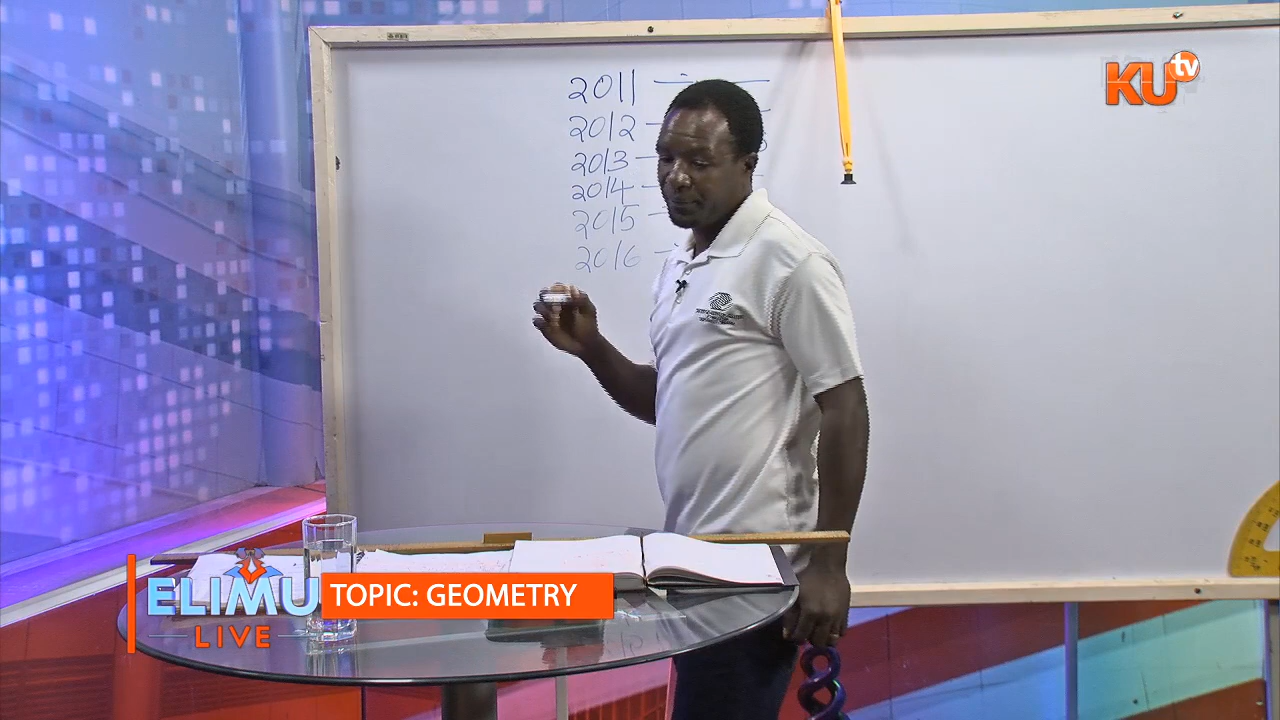 2011 —
2012 —
2013 —
2014 —
2015 —
2016 —
KU tv
ELIMU
LIVE
TOPIC: GEOMETRY